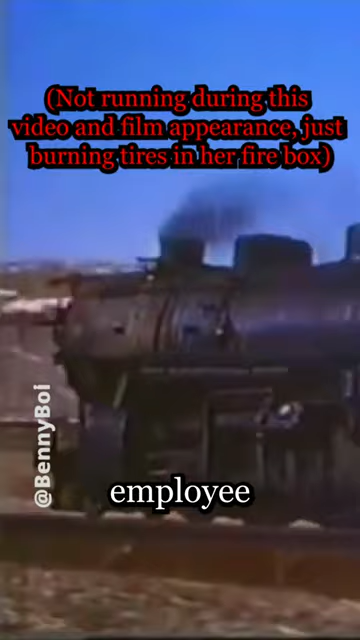 (Not running during this
video and film appearance, just
burning tires in her fire box)
@BennyBoi
employee